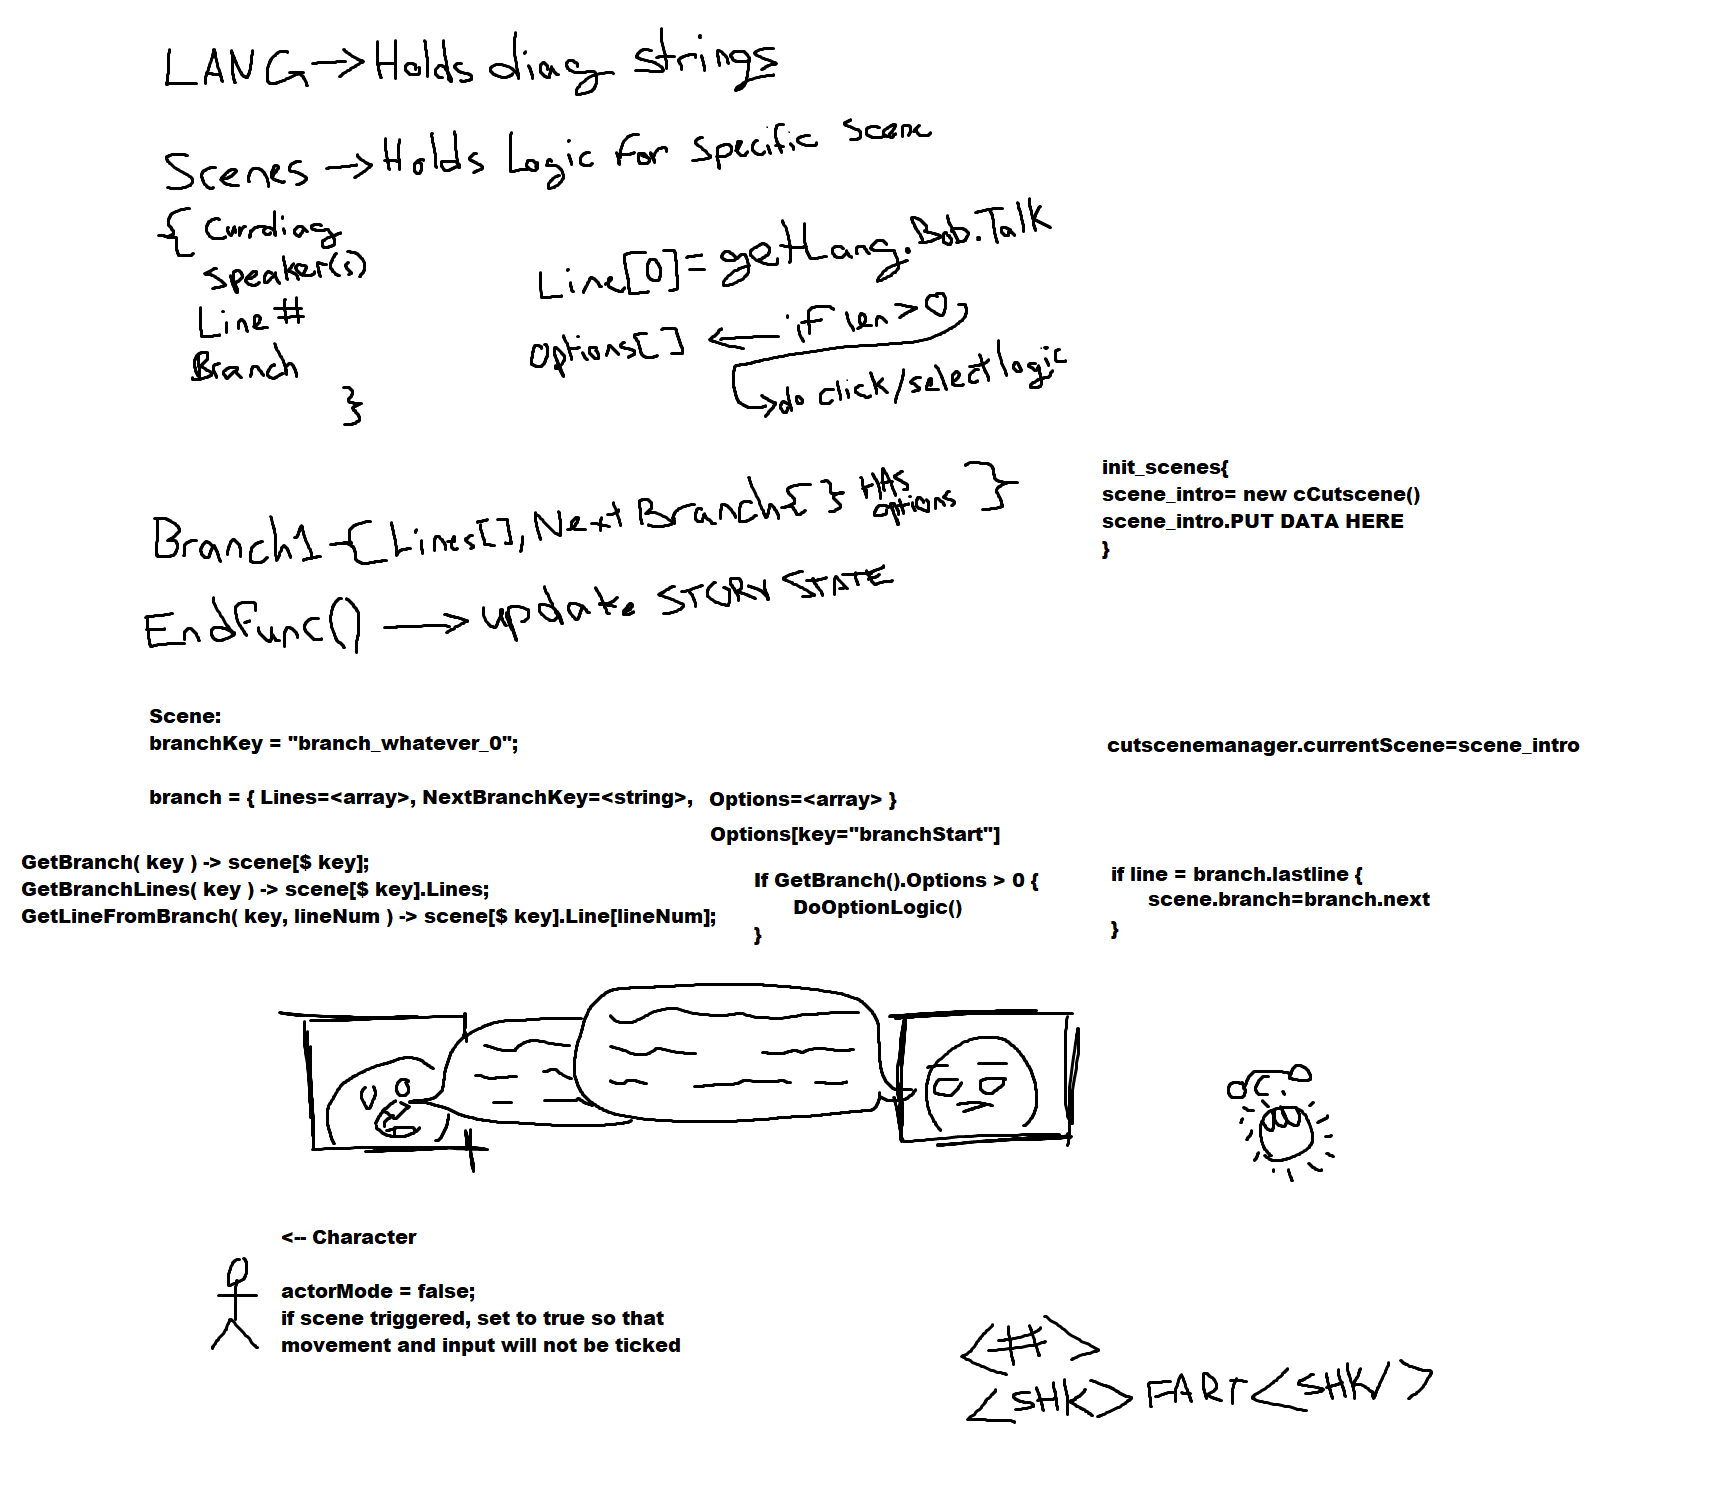 LANG→Holds diag strings
Scenes→Holds Logic for specific scene
{ Currdiag
Speaker(s)
Line #
Branch
}
Line[0]= getLang.Bob.Talk
Options[] ← if len > 0
→do click/select logic
Branch1-{Lines[], Next Branch{ } HAS options }
EndFunc() → update STORY STATE
init_scenes{
scene_intro= new cCutscene()
scene_intro.PUT DATA HERE
}
Scene:
branchKey = "branch_whatever_0";
cutscenemanager.currentScene=scene_intro
branch = { Lines=<array>, NextBranchKey=<string>, Options=<array> }
Options[key="branchStart"]
GetBranch( key ) -> scene[$ key];
GetBranchLines( key ) -> scene[$ key].Lines;
GetLineFromBranch( key, lineNum ) -> scene[$ key].Line[lineNum];
If GetBranch().Options > 0 {
DoOptionLogic()
}
if line = branch.lastline {
scene.branch=branch.next
}
<-- Character
actorMode = false;
if scene triggered, set to true so that
movement and input will not be ticked
<#>
<SHK>FART<SHK/>